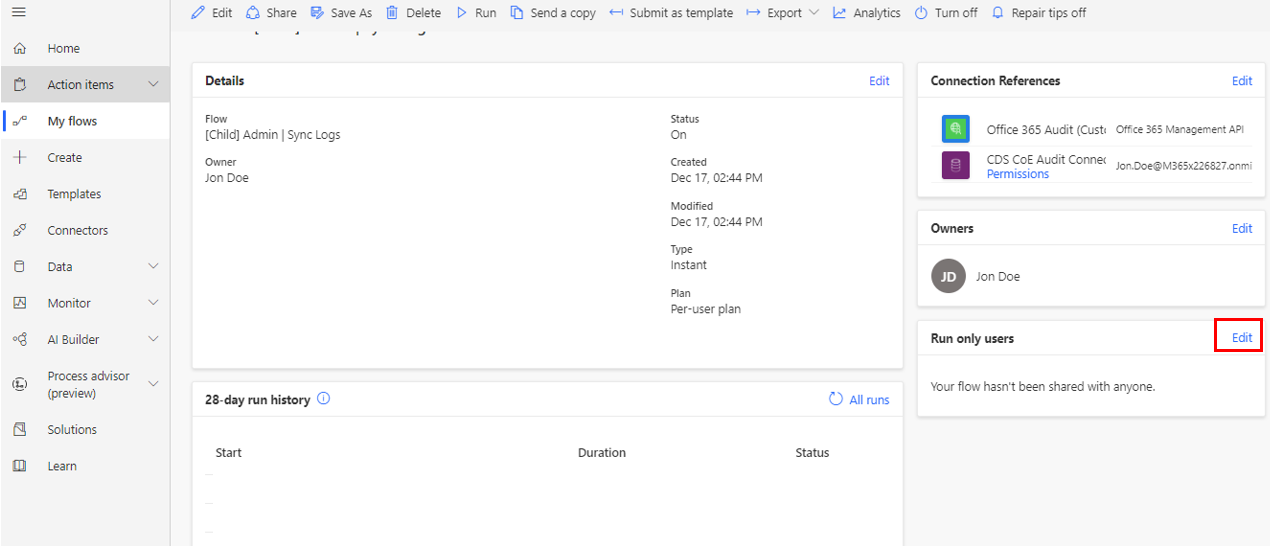 Edit Share Save As Delete Run Send a copy Submit as template Export Analytics Turn off Repair tips off
Home
Action items
My flows
Create
Templates
Connectors
Data
Monitor
AI Builder
Process advisor
(preview)
Solutions
Learn
Details Edit
Flow
[Child] Admin | Sync Logs
Owner
Jon Doe
Status
On
Created
Dec 17, 02:44 PM
Modified
Dec 17, 02:44 PM
Type
Instant
Plan
Per-user plan
28-day run history All runs
Start Duration Status
Connection References Edit
Office 365 Audit (Custo Office 365 Management API
CDS CoE Audit Connec Jon.Doe@M365x226827.onmi
Permissions
Owners Edit
JD Jon Doe
Run only users Edit
Your flow hasn't been shared with anyone.